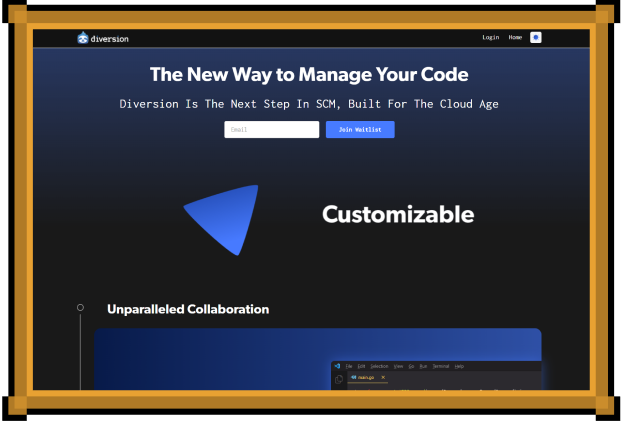 diversion
Login Home
The New Way to Manage Your Code
Diversion Is The Next Step In SCM, Built For The Cloud Age
Email
Join Waitlist
Customizable
Unparalleled Collaboration
File Edit Selection View Go Run Terminal Help
main.go